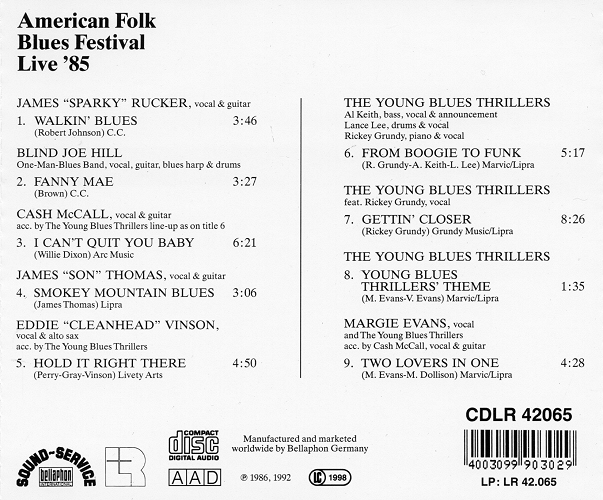 American Folk
Blues Festival
Live '85
JAMES "SPARKY" RUCKER, vocal & guitar
1. WALKIN' BLUES 3:46
(Robert Johnson) C.C.
BLIND JOE HILL
One-Man-Blues Band, vocal, guitar, blues harp & drums
2. FANNY MAE 3:27
(Brown) C.C.
CASH McCALL, vocal & guitar
acc. by The Young Blues Thrillers line-up as on title 6
3. I CAN'T QUIT YOU BABY 6:21
(Willie Dixon) Arc Music
JAMES "SON" THOMAS, vocal & guitar
4. SMOKEY MOUNTAIN BLUES 3:06
(James Thomas) Lipra
EDDIE "CLEANHEAD" VINSON,
vocal & alto sax
acc. by The Young Blues Thrillers
5. HOLD IT RIGHT THERE 4:50
(Perry-Gray-Vinson) Livety Arts
THE YOUNG BLUES THRILLERS
Al Keith, bass, vocal & announcement
Lance Lee, drums & vocal
Rickey Grundy, piano & vocal
6. FROM BOOGIE TO FUNK 5:17
(R. Grundy-A. Keith-L. Lee) Marvic/Lipra
THE YOUNG BLUES THRILLERS
feat. Rickey Grundy, vocal
7. GETTIN' CLOSER 8:26
(Rickey Grundy) Grundy Music/Lipra
THE YOUNG BLUES THRILLERS
8. YOUNG BLUES
THRILLERS' THEME 1:35
(M. Evans-V. Evans) Marvic/Lipra
MARGIE EVANS, vocal
and The Young Blues Thrillers
acc. by Cash McCall, vocal & guitar
9. TWO LOVERS IN ONE 4:28
(M. Evans-M. Dollison) Marvic/Lipra
SOUND-SERVICE
bellaphon
INTERNATIONAL
LR
COMPACT
disc
DIGITAL AUDIO
AAD
Manufactured and marketed
worldwide by Bellaphon Germany
℗ 1986, 1992
LC 1998
CDLR 42065
4003099 903029
LP: LR 42.065